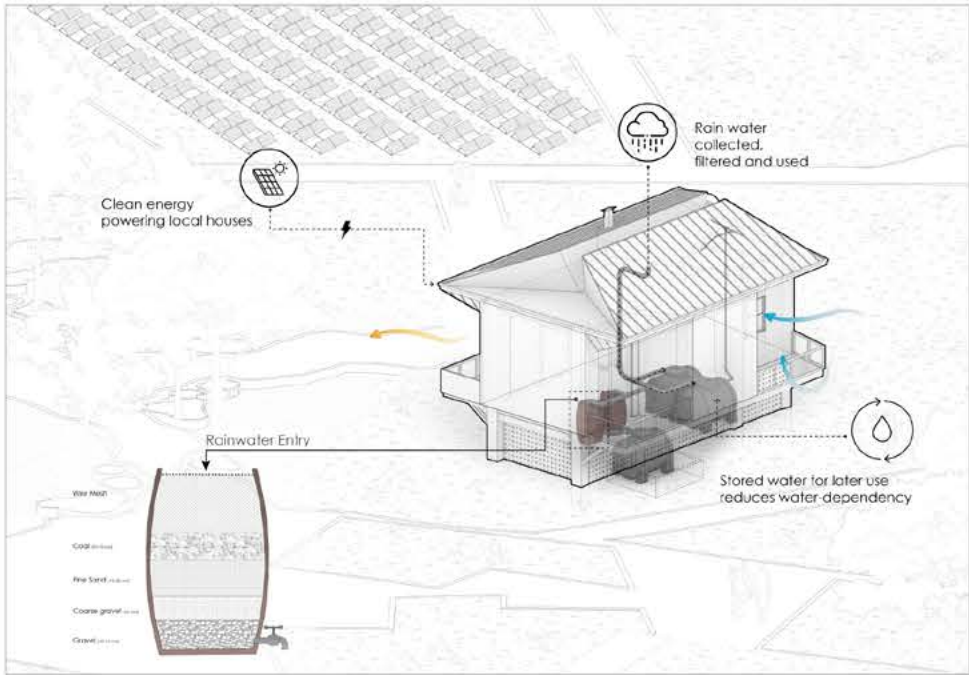 Rain water
collected,
filtered and used
Clean energy
powering local houses
Rainwater Entry
Stored water for later use
reduces water-dependency
Wire Mesh
Coal
Fine Sand
Coarse gravel
Gravel